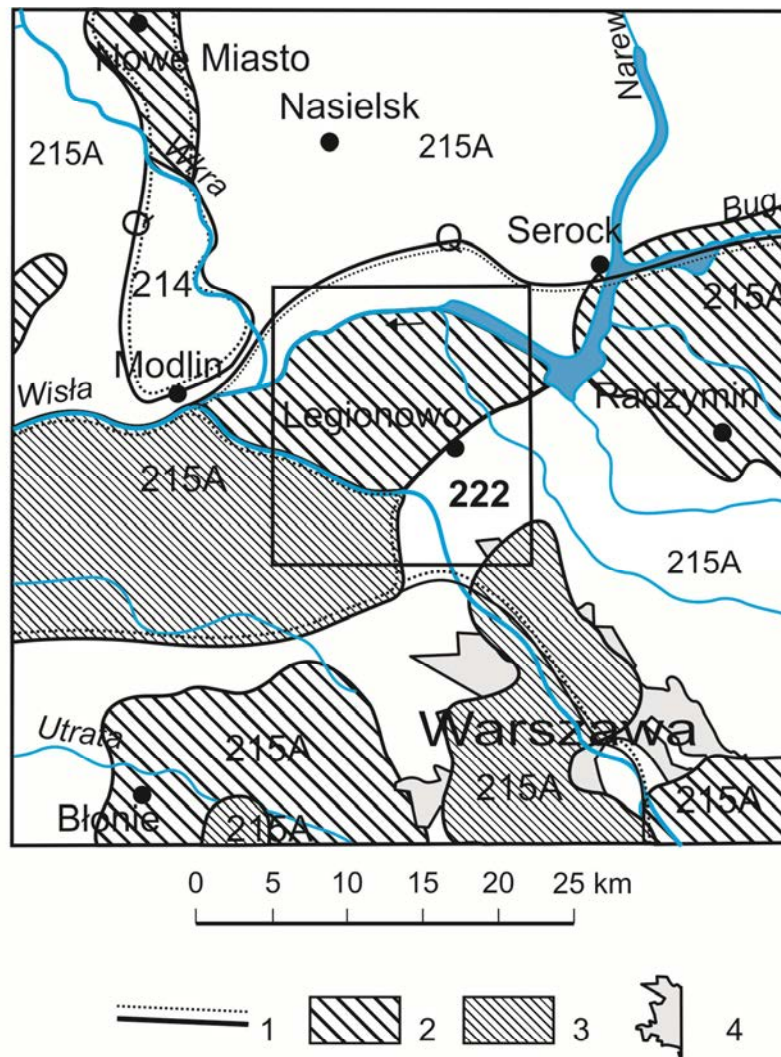 Nowe Miasto
Narew
Nasielsk
215A
215A
Wkra
Bug
Q
Q
Serock
214
215A
Modlin
Wisła
Radzymin
Legionowo
215A
222
215A
Utrata
Warszawa
215A
215A
215A
Błonie
215A
0 5 10 15 20 25 km
1 2 3 4